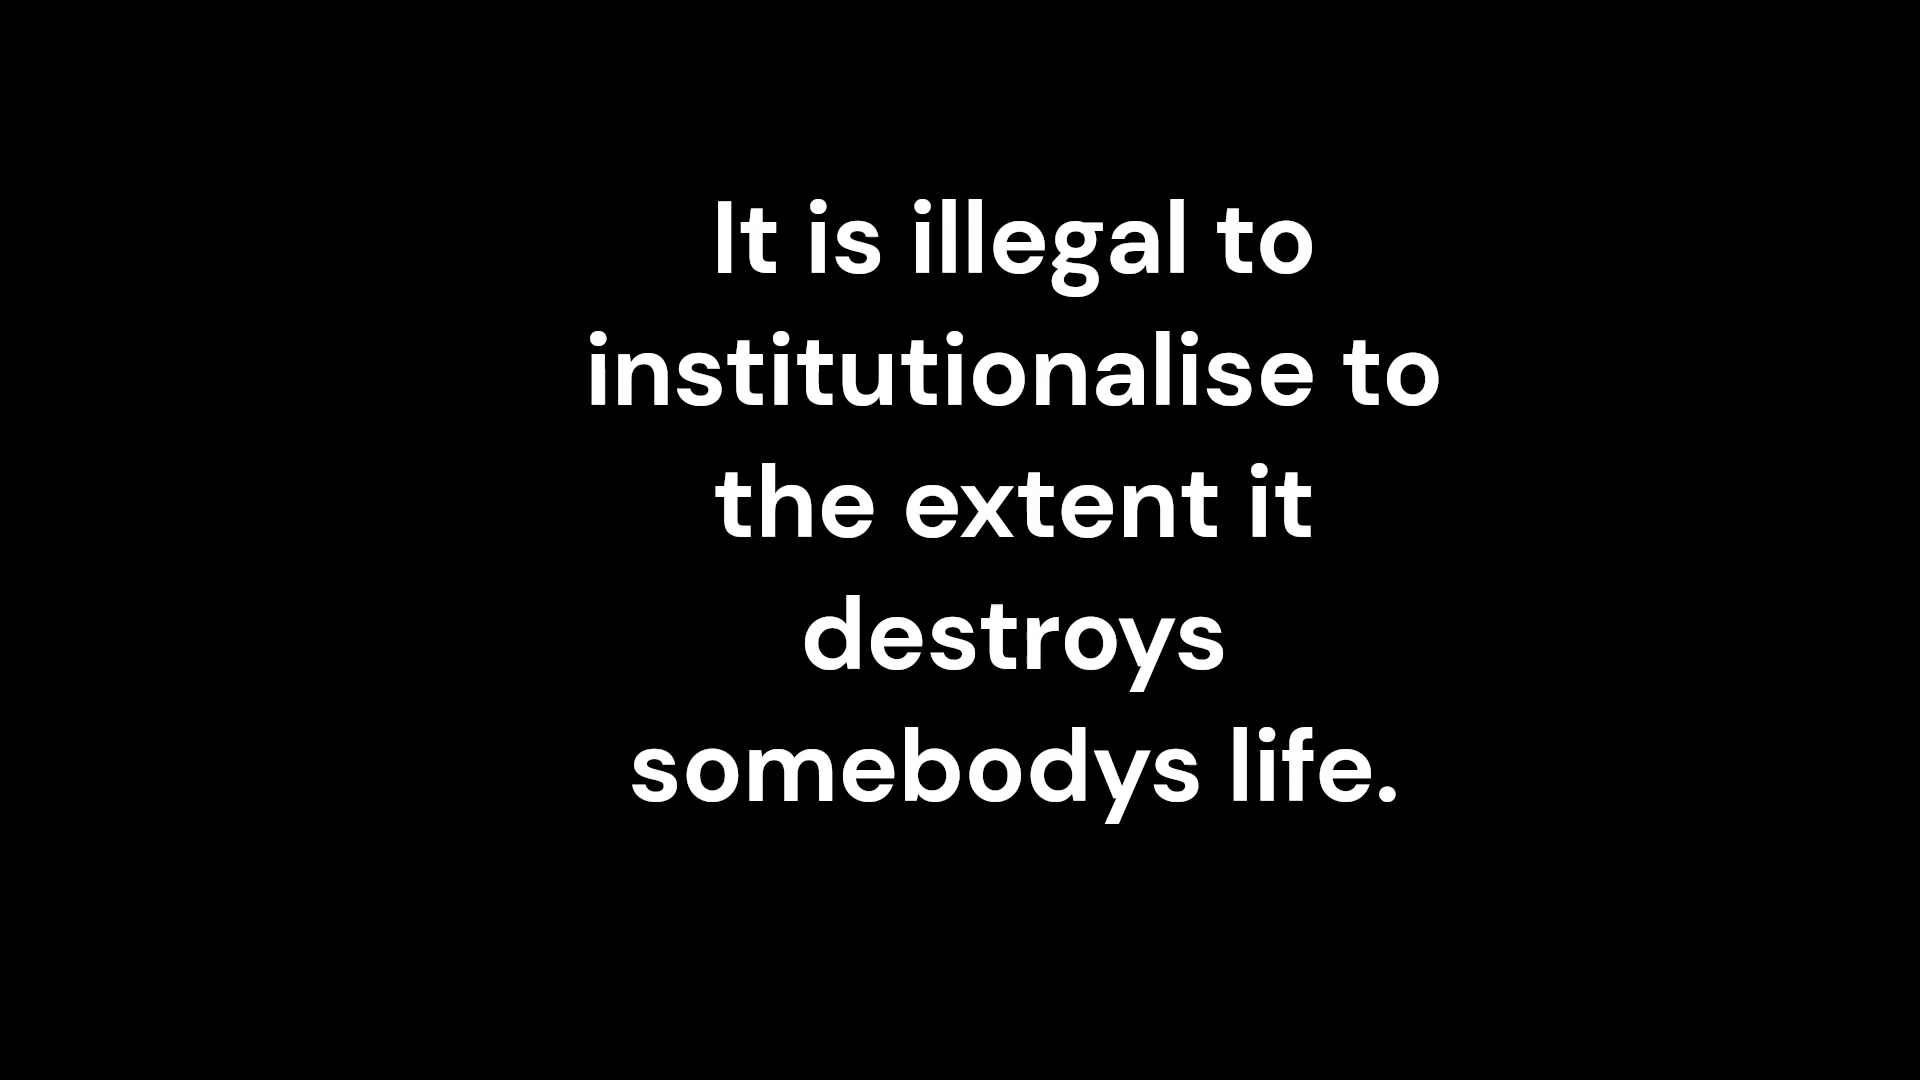 It is illegal to
institutionalise to
the extent it
destroys
somebodys life.